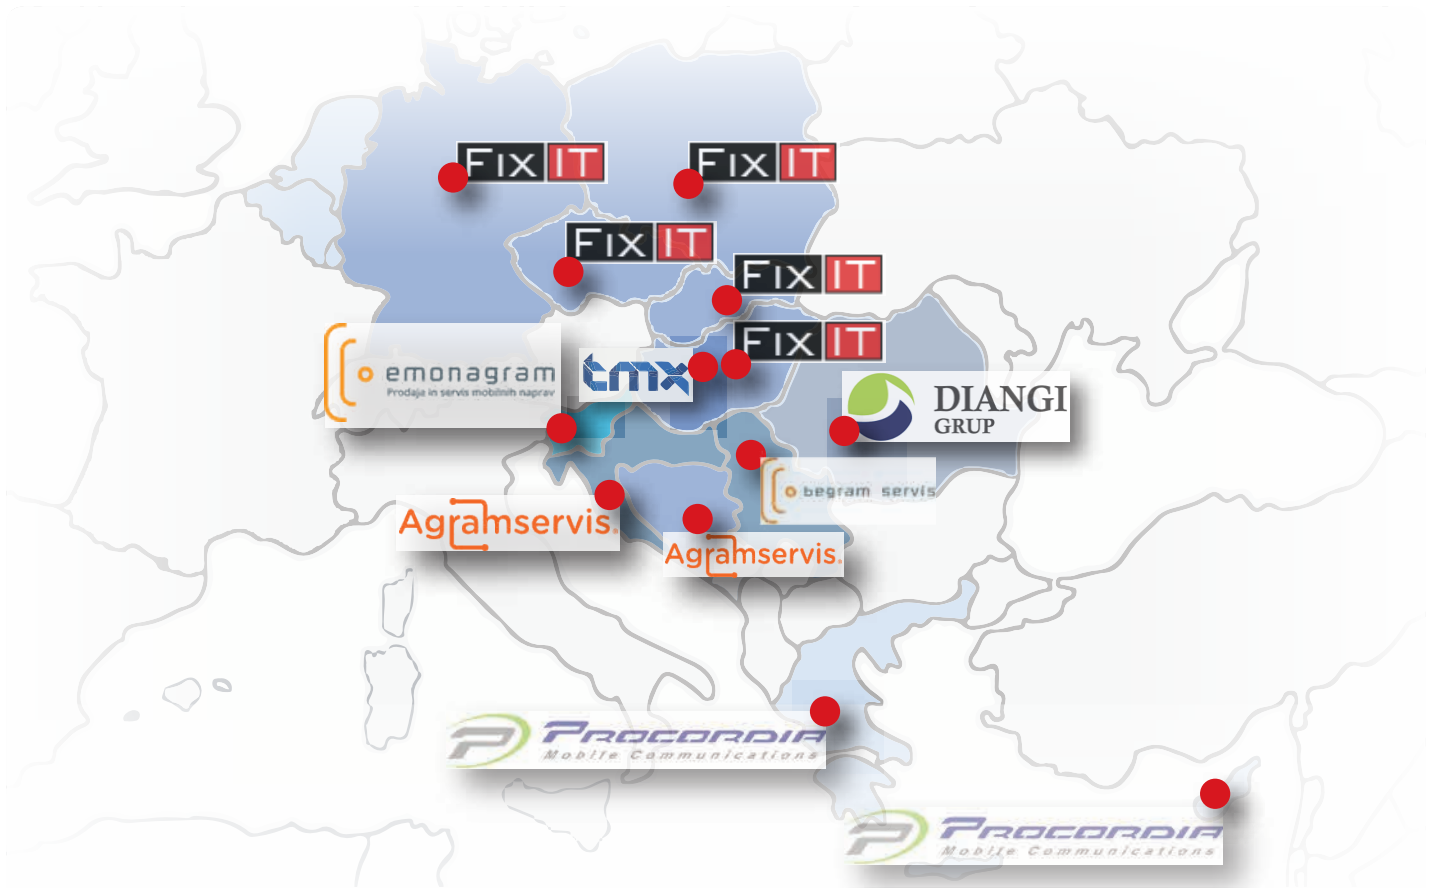 FIXIT
FIXIT
FIXIT
FIXIT
FIXIT
emonagram
Prodaja in servis mobilnih naprav
tmx
DIANGI
GRUP
begram servis
Agramservis.
Agramservis.
PROCORDIA
Mobile Communications
PROCORDIA
Mobile Communications